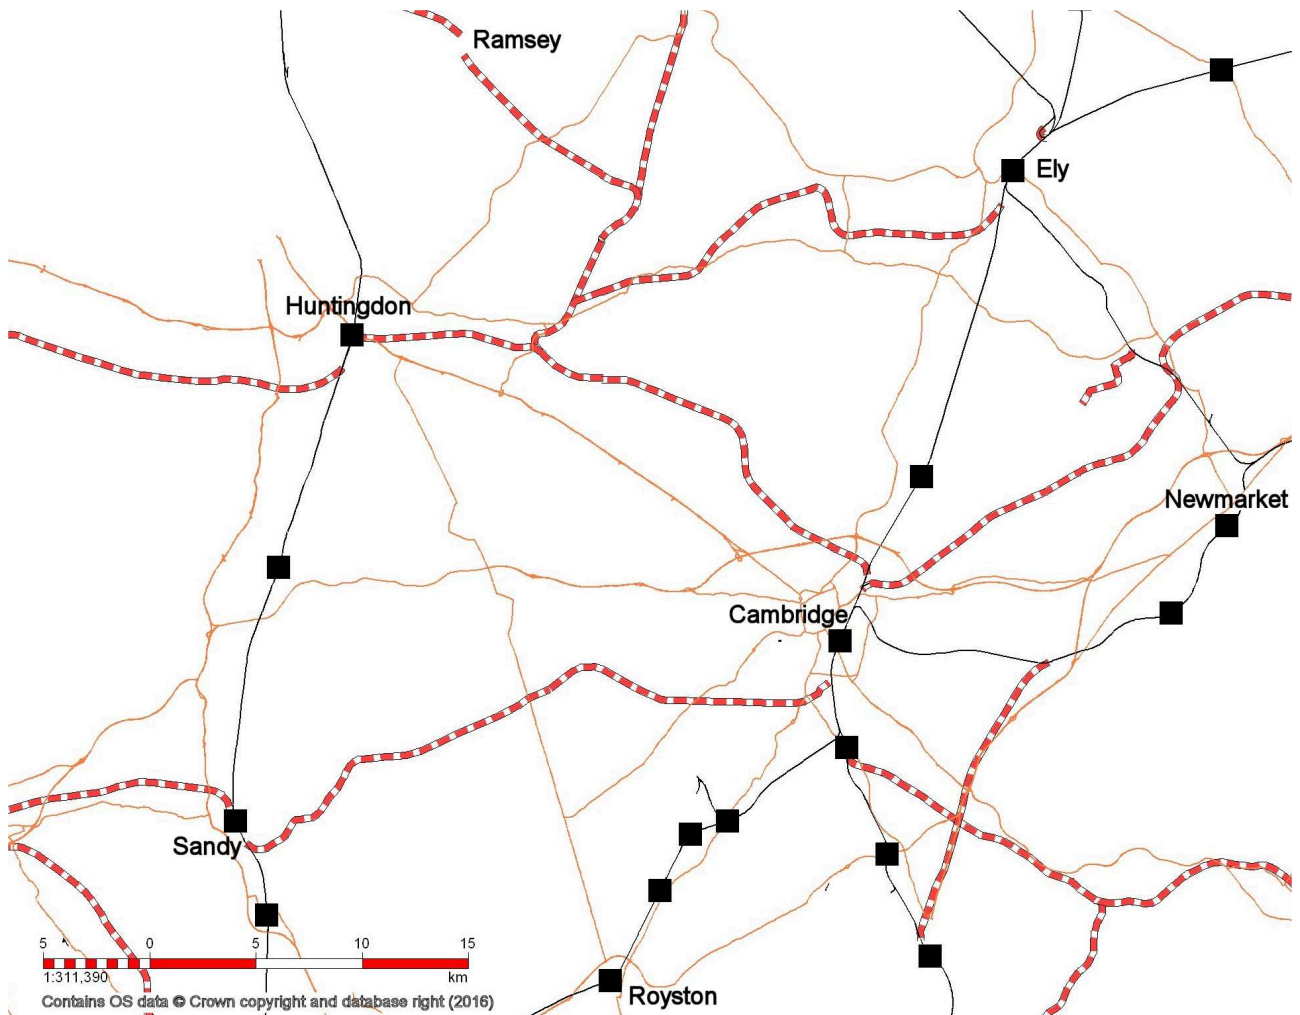 Ramsey
Ely
Huntingdon
Newmarket
Cambridge
Sandy
5 0 5 10 15
1:311,390 km
Contains OS data © Crown copyright and database right (2016)
Royston